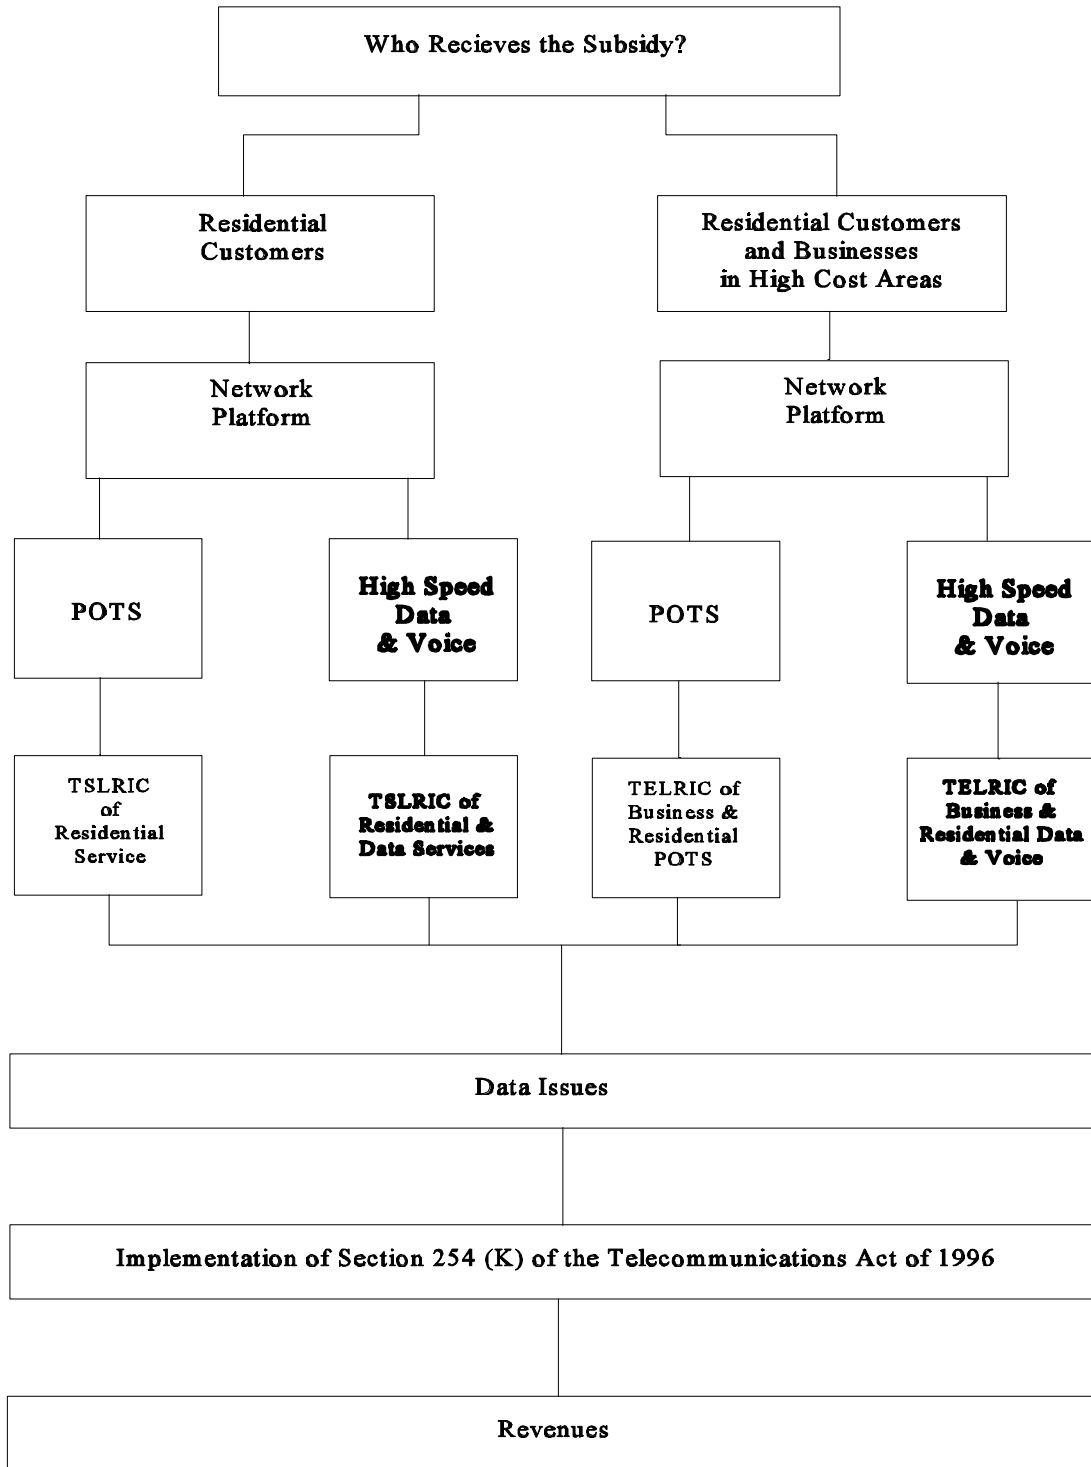 Who Recieves the Subsidy?
Residential
Customers
Residential Customers
and Businesses
in High Cost Areas
Network
Platform
Network
Platform
POTS
High Speed
Data
& Voice
POTS
High Speed
Data
& Voice
TSLRIC
of
Residential
Service
TSLRIC of
Residential &
Data Services
TELRIC of
Business &
Residential
POTS
TELRIC of
Business &
Residential Data
& Voice
Data Issues
Implementation of Section 254 (K) of the Telecommunications Act of 1996
Revenues